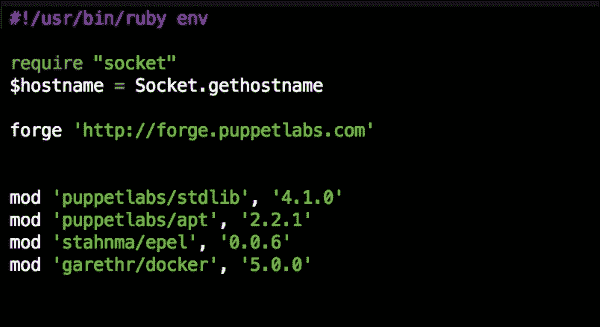 #!/usr/bin/ruby env
require "socket"
$hostname = Socket.gethostname
forge 'http://forge.puppetlabs.com'
mod 'puppetlabs/stdlib', '4.1.0'
mod 'puppetlabs/apt', '2.2.1'
mod 'stahnma/epel', '0.0.6'
mod 'garethr/docker', '5.0.0'